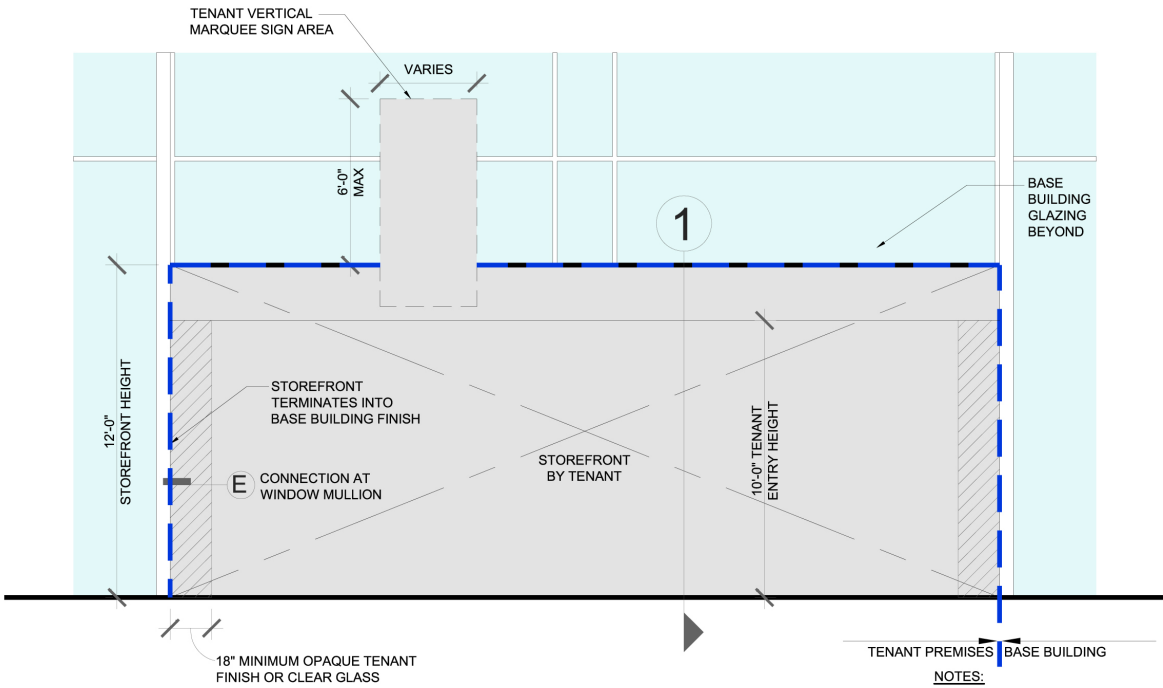 TENANT VERTICAL
MARQUEE SIGN AREA
VARIES
6'-0"
MAX
BASE
BUILDING
GLAZING
BEYOND
1
12'-0"
STOREFRONT HEIGHT
STOREFRONT
TERMINATES INTO
BASE BUILDING FINISH
E
CONNECTION AT
WINDOW MULLION
STOREFRONT
BY TENANT
10'-0" TENANT
ENTRY HEIGHT
18" MINIMUM OPAQUE TENANT
FINISH OR CLEAR GLASS
TENANT PREMISES
BASE BUILDING
NOTES: